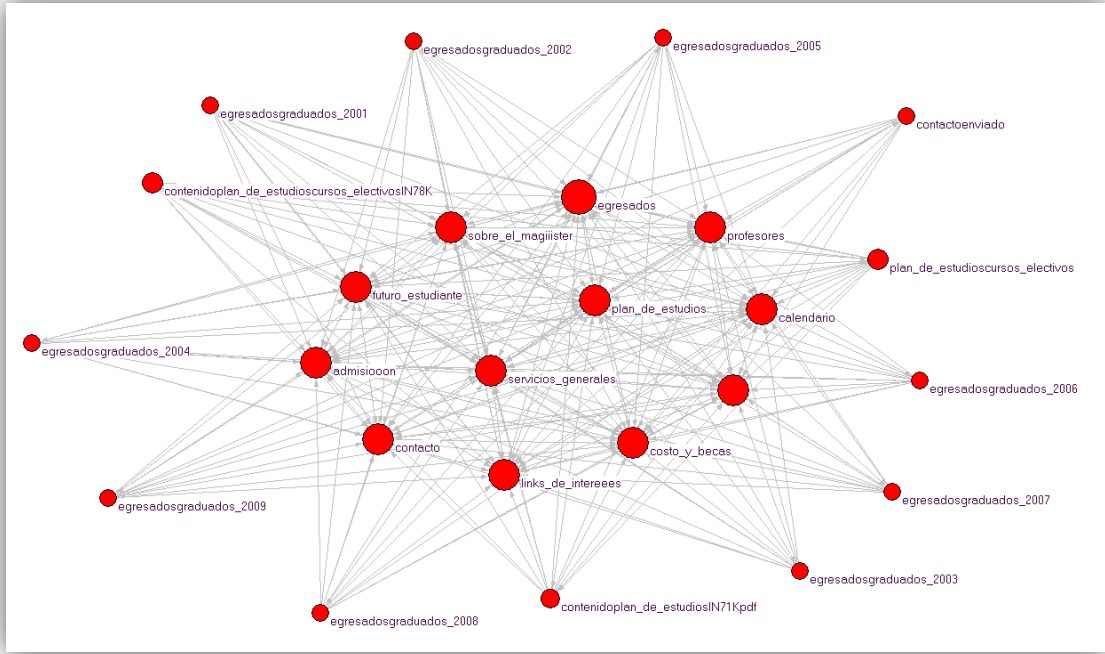 egresadosgraduados_2005
egresadosgraduados_2002
egresadosgraduados_2001
contactoenviado
contenidoplan_de_estudioscursos_electivosIN78K
egresados
sobre_el_magiiister
profesores
plan_de_estudioscursos_electivos
futuro_estudiante
plan_de_estudios
calendario
egresadosgraduados_2004
admisiooon
servicios_generales
egresadosgraduados_2006
contacto
costo_y_becas
links_de_intereees
egresadosgraduados_2007
egresadosgraduados_2009
egresadosgraduados_2003
contenidoplan_de_estudiosIN71Kpdf
egresadosgraduados_2008